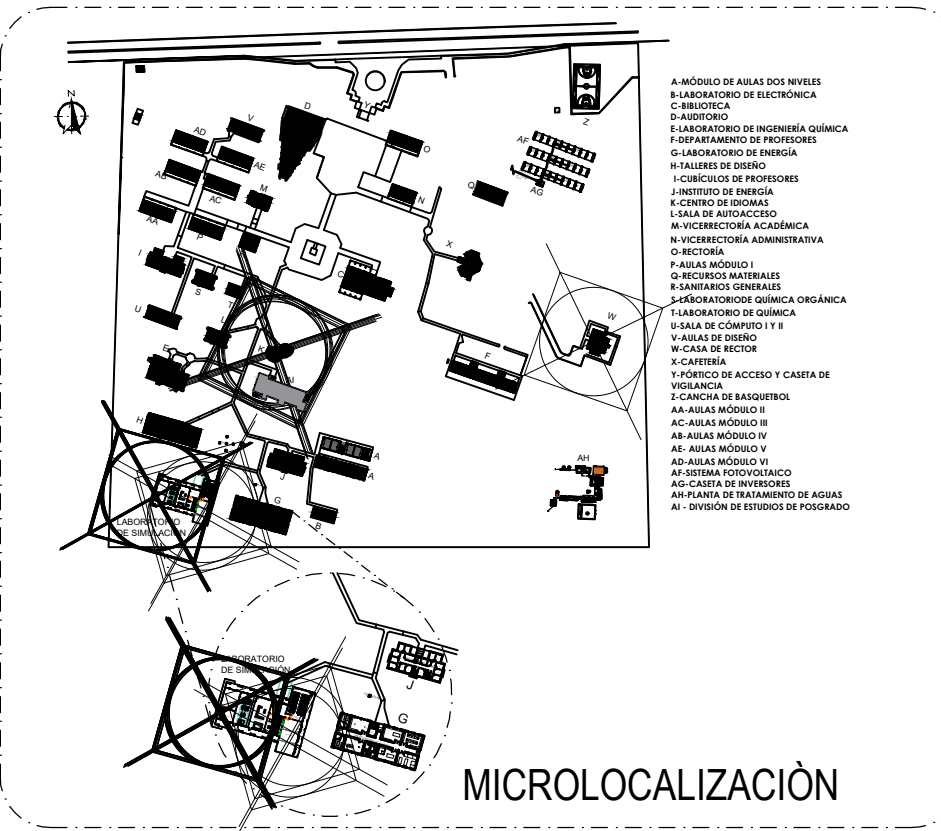 N
D
Y
Z
V
AD
AE
AB
AC
M
O
N
Q
AF
AG
AA
P
I
S
T
C
X
U
L
K
E
N
F
W
H
J
A
A
G
B
AH
LABORATORIO
DE SIMULACIÓN
LABORATORIO
DE SIMULACIÓN
J
G
A-MÓDULO DE AULAS DOS NIVELES
B-LABORATORIO DE ELECTRÓNICA
C-BIBLIOTECA
D-AUDITORIO
E-LABORATORIO DE INGENIERÍA QUÍMICA
F-DEPARTAMENTO DE PROFESORES
G-LABORATORIO DE ENERGÍA
H-TALLERES DE DISEÑO
I-CUBÍCULOS DE PROFESORES
J-INSTITUTO DE ENERGÍA
K-CENTRO DE IDIOMAS
L-SALA DE AUTOACCESO
M-VICERRECTORÍA ACADÉMICA
N-VICERRECTORÍA ADMINISTRATIVA
O-RECTORÍA
P-AULAS MÓDULO I
Q-RECURSOS MATERIALES
R-SANITARIOS GENERALES
S-LABORATORIODE QUÍMICA ORGÁNICA
T-LABORATORIO DE QUÍMICA
U-SALA DE CÓMPUTO I Y II
V-AULAS DE DISEÑO
W-CASA DE RECTOR
X-CAFETERÍA
Y-PÓRTICO DE ACCESO Y CASETA DE
VIGILANCIA
Z-CANCHA DE BASQUETBOL
AA-AULAS MÓDULO II
AC-AULAS MÓDULO III
AB-AULAS MÓDULO IV
AE- AULAS MÓDULO V
AD-AULAS MÓDULO VI
AF-SISTEMA FOTOVOLTAICO
AG-CASETA DE INVERSORES
AH-PLANTA DE TRATAMIENTO DE AGUAS
AI - DIVISIÓN DE ESTUDIOS DE POSGRADO
MICROLOCALIZACIÒN